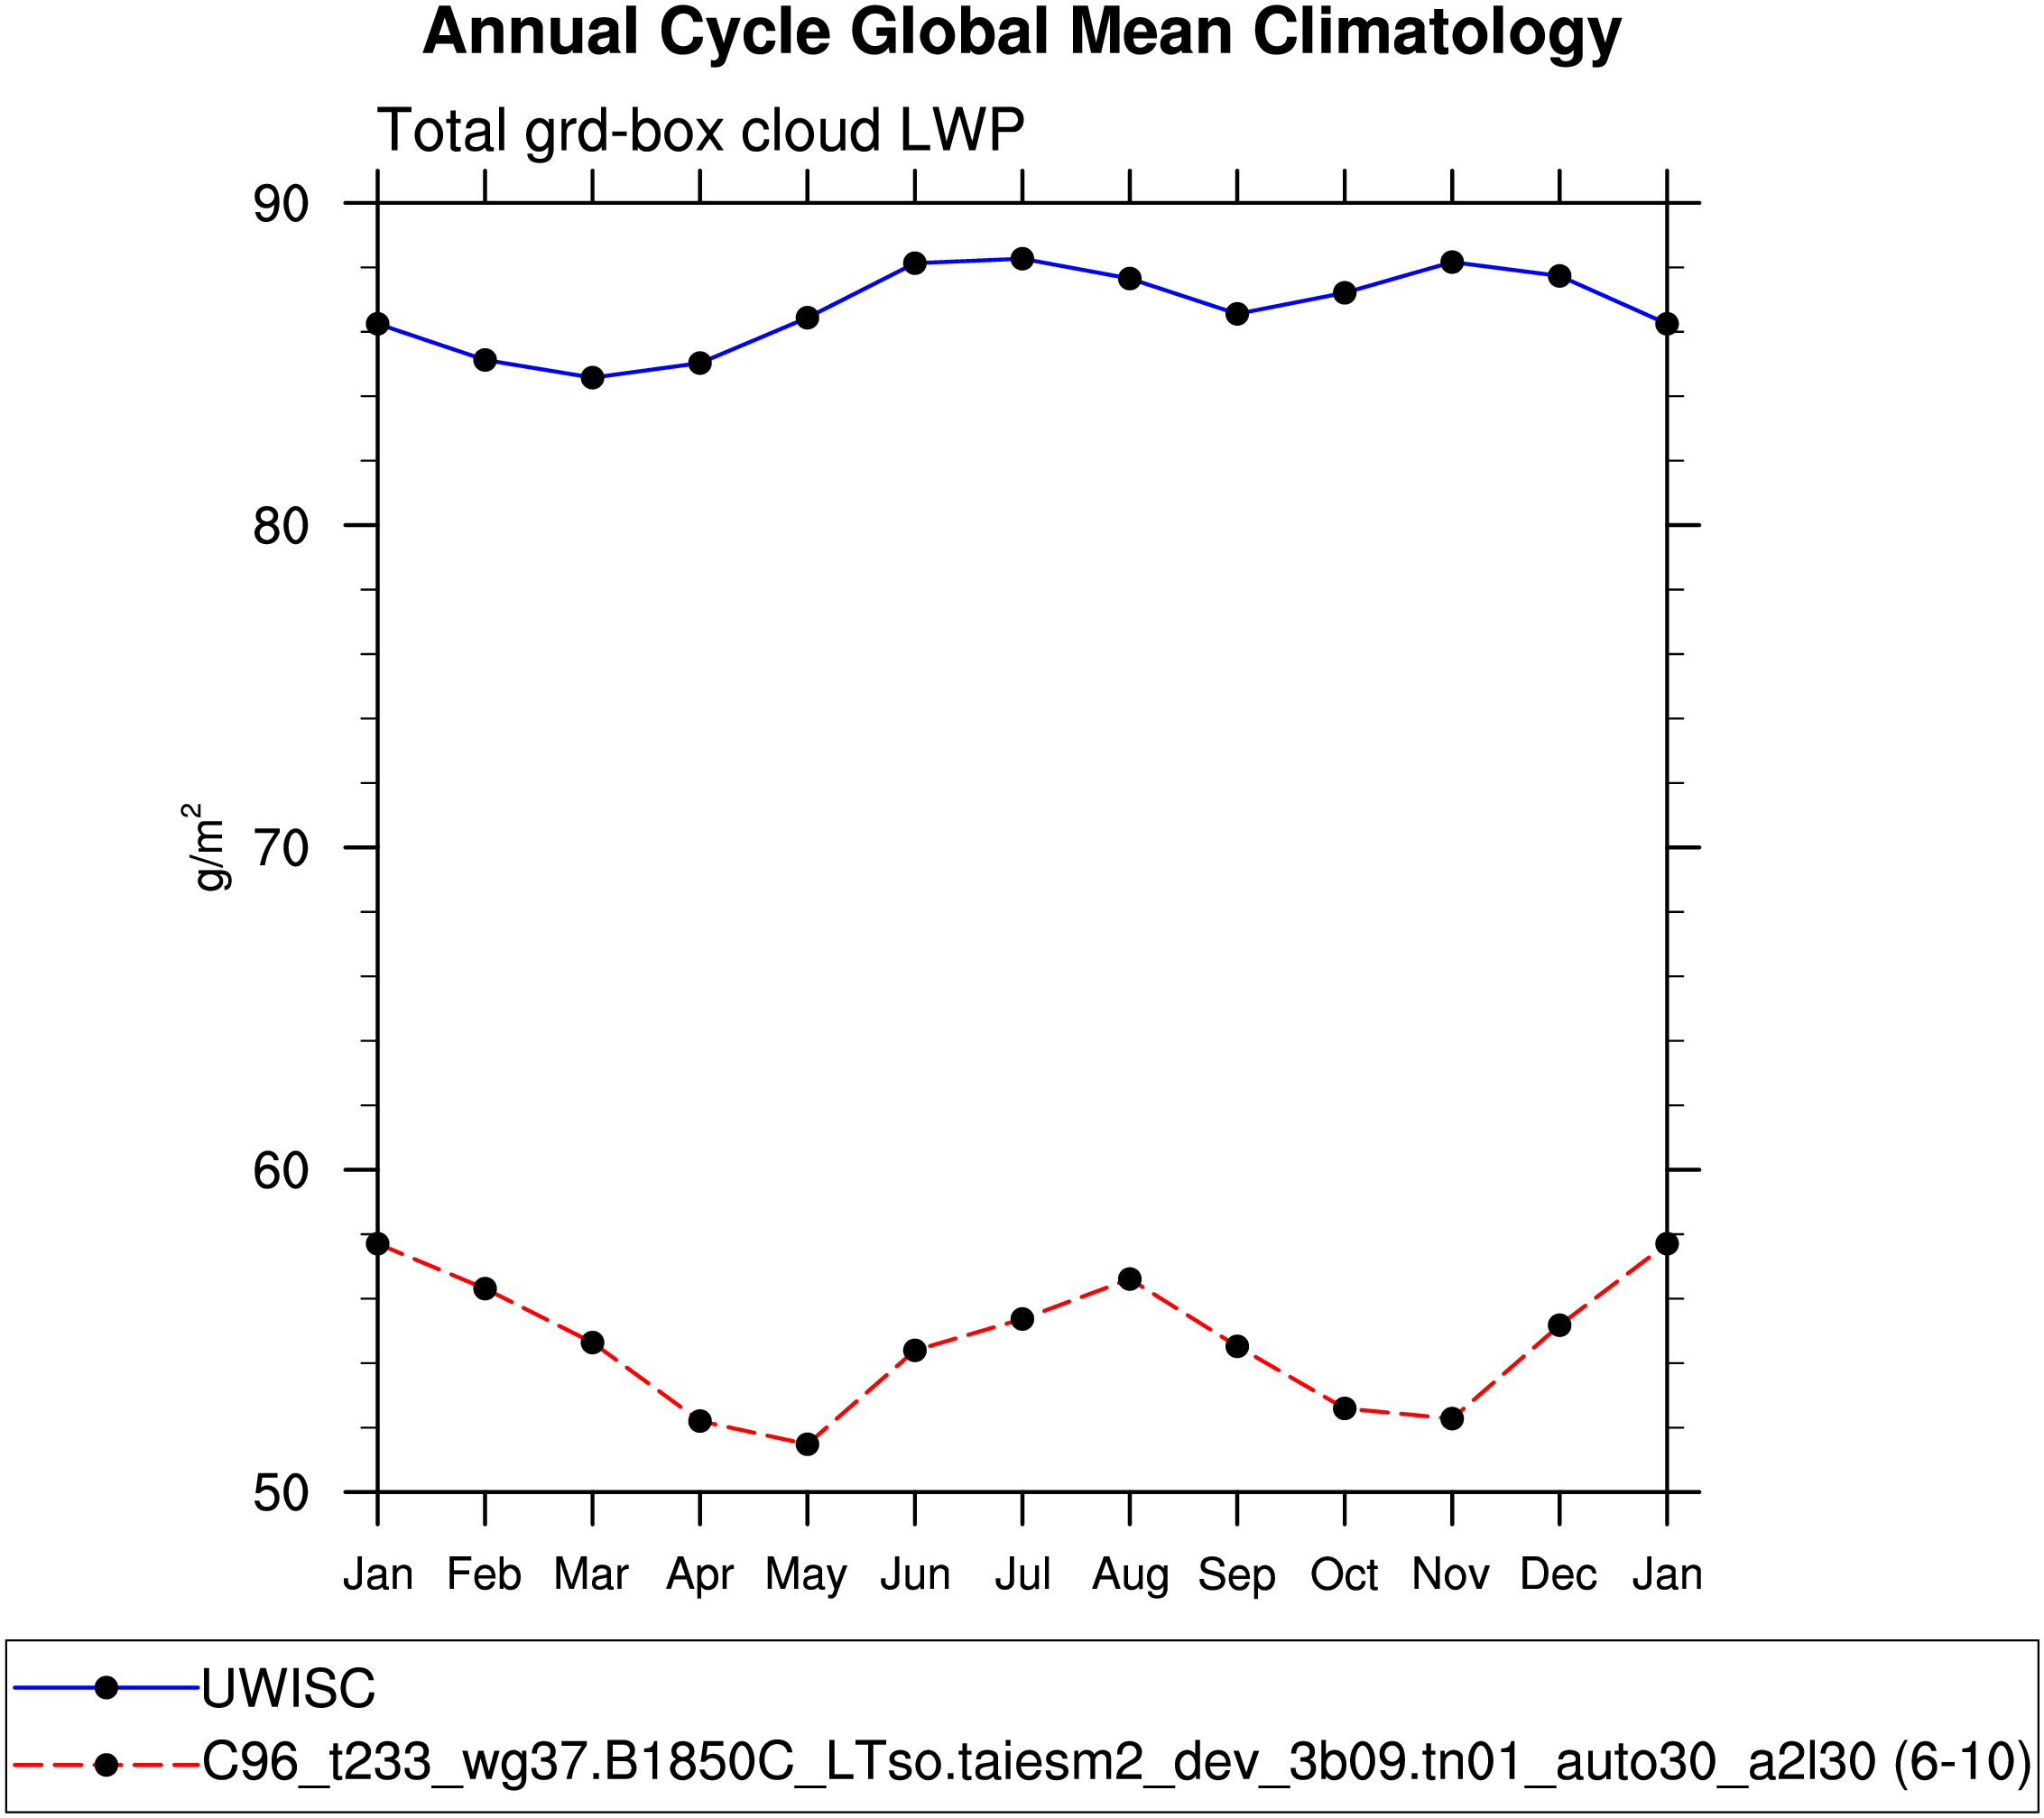 Annual Cycle Global Mean Climatology
Total grd-box cloud LWP
90
80
70
60
50
g/m²
Jan Feb Mar Apr May Jun Jul Aug Sep Oct Nov Dec Jan
UWISC
C96_t233_wg37.B1850C_LTso.taiesm2_dev_3b09.tn01_auto30_a2l30 (6-10)